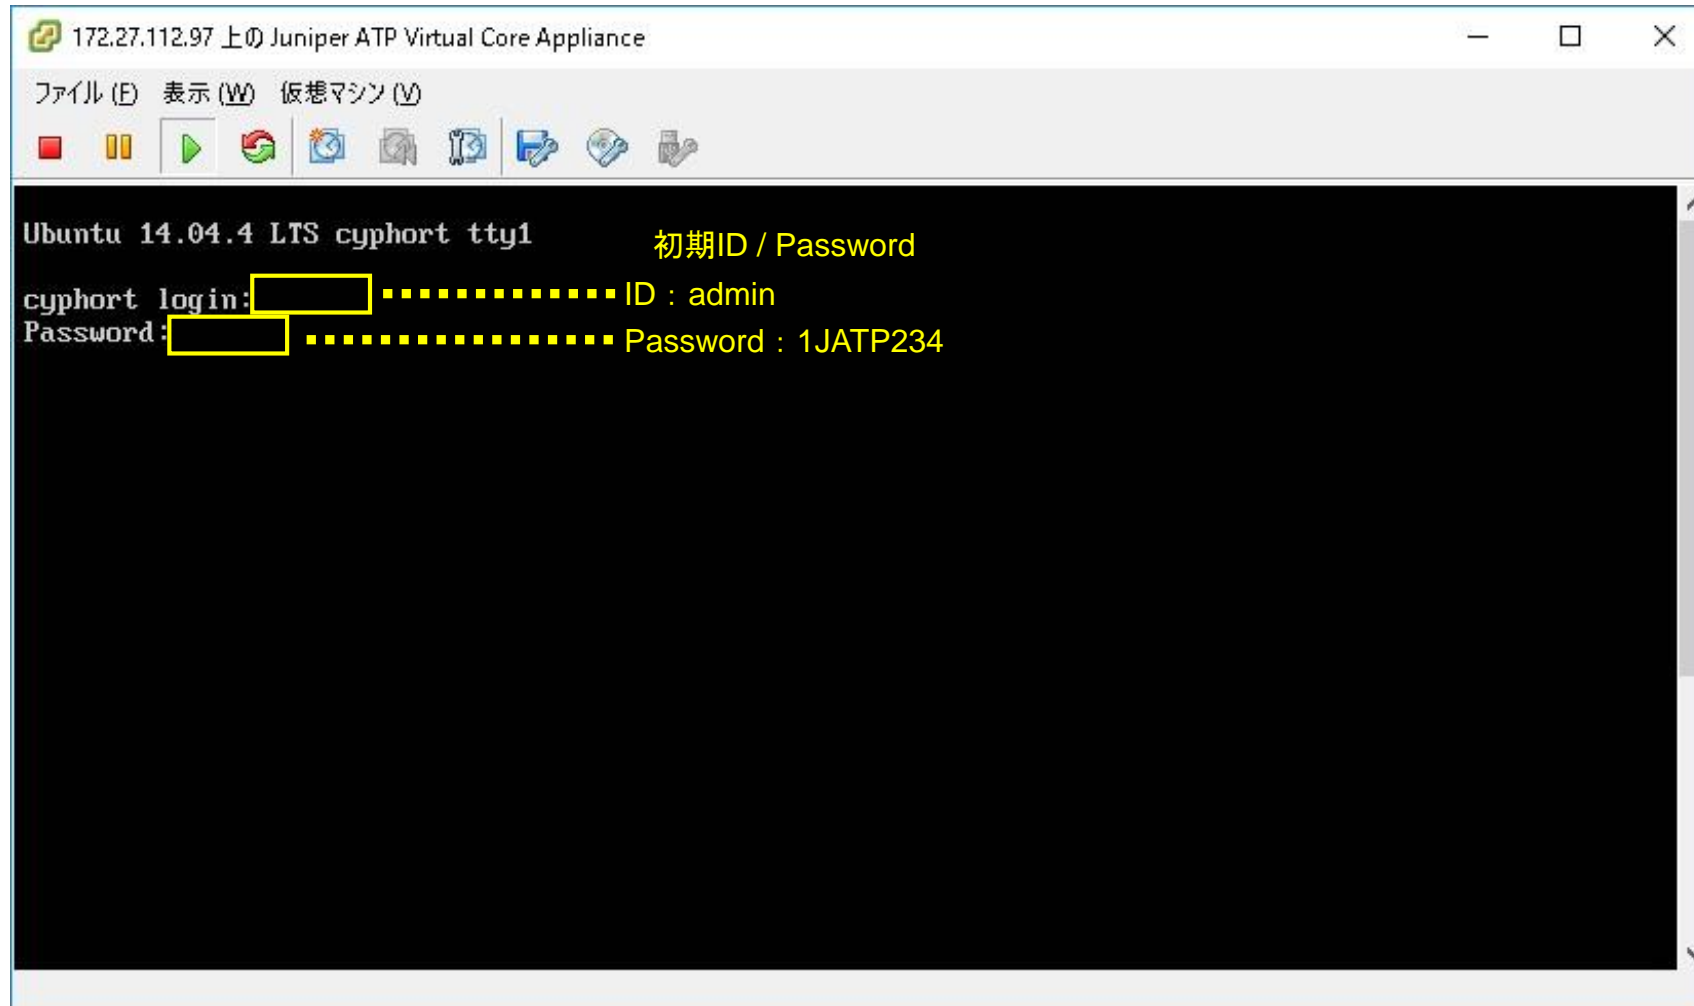 172.27.112.97 上の Juniper ATP Virtual Core Appliance
ファイル (F) 表示 (W) 仮想マシン (V)
Ubuntu 14.04.4 LTS cyphort tty1
初期ID / Password
cyphort login:
ID：admin
Password:
Password：1JATP234